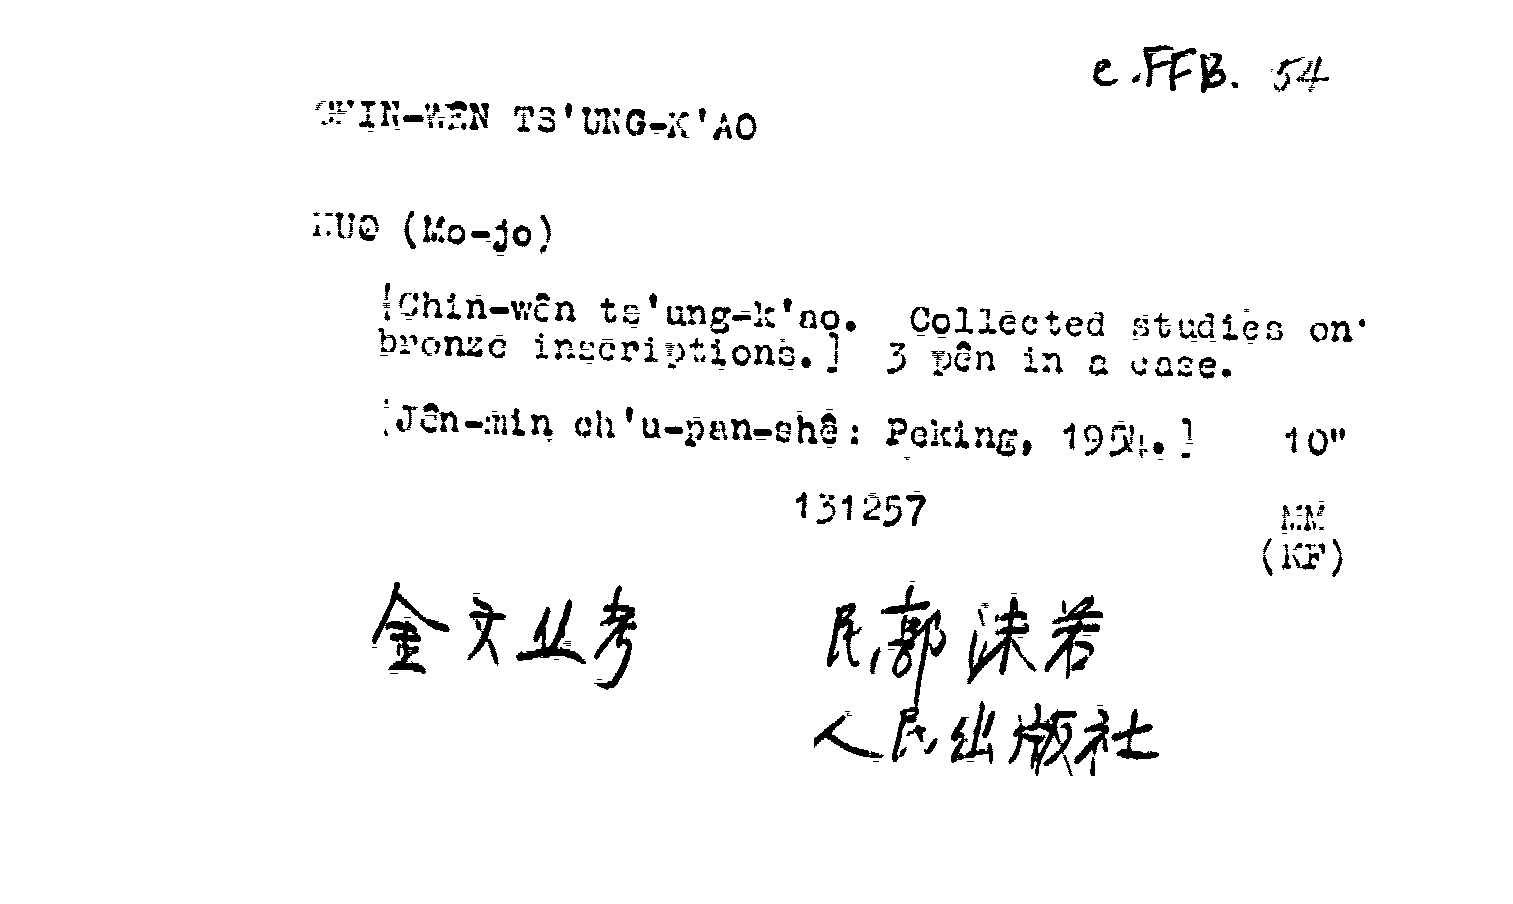 e.FFB. 54
CHIN-WÊN TS'UNG-K'AO
KUO (Mo-jo)
[Chin-wên ts'ung-k'ao. Collected studies on
bronze inscriptions.] 3 pên in a case.
[Jên-min ch'u-pan-shê: Peking, 1954.] 10"
131257
MM
(KF)
金文丛考 民郭沫若
人民出版社